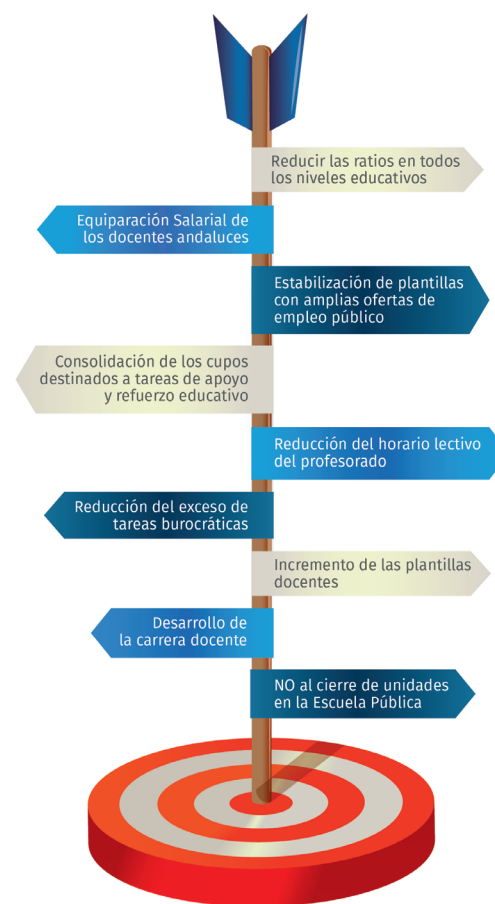 Reducir las ratios en todos
los niveles educativos
Equiparación Salarial de
los docentes andaluces
Estabilización de plantillas
con amplias ofertas de
empleo público
Consolidación de los cupos
destinados a tareas de apoyo
y refuerzo educativo
Reducción del horario lectivo
del profesorado
Reducción del exceso de
tareas burocráticas
Incremento de las plantillas
docentes
Desarrollo de
la carrera docente
NO al cierre de unidades
en la Escuela Pública